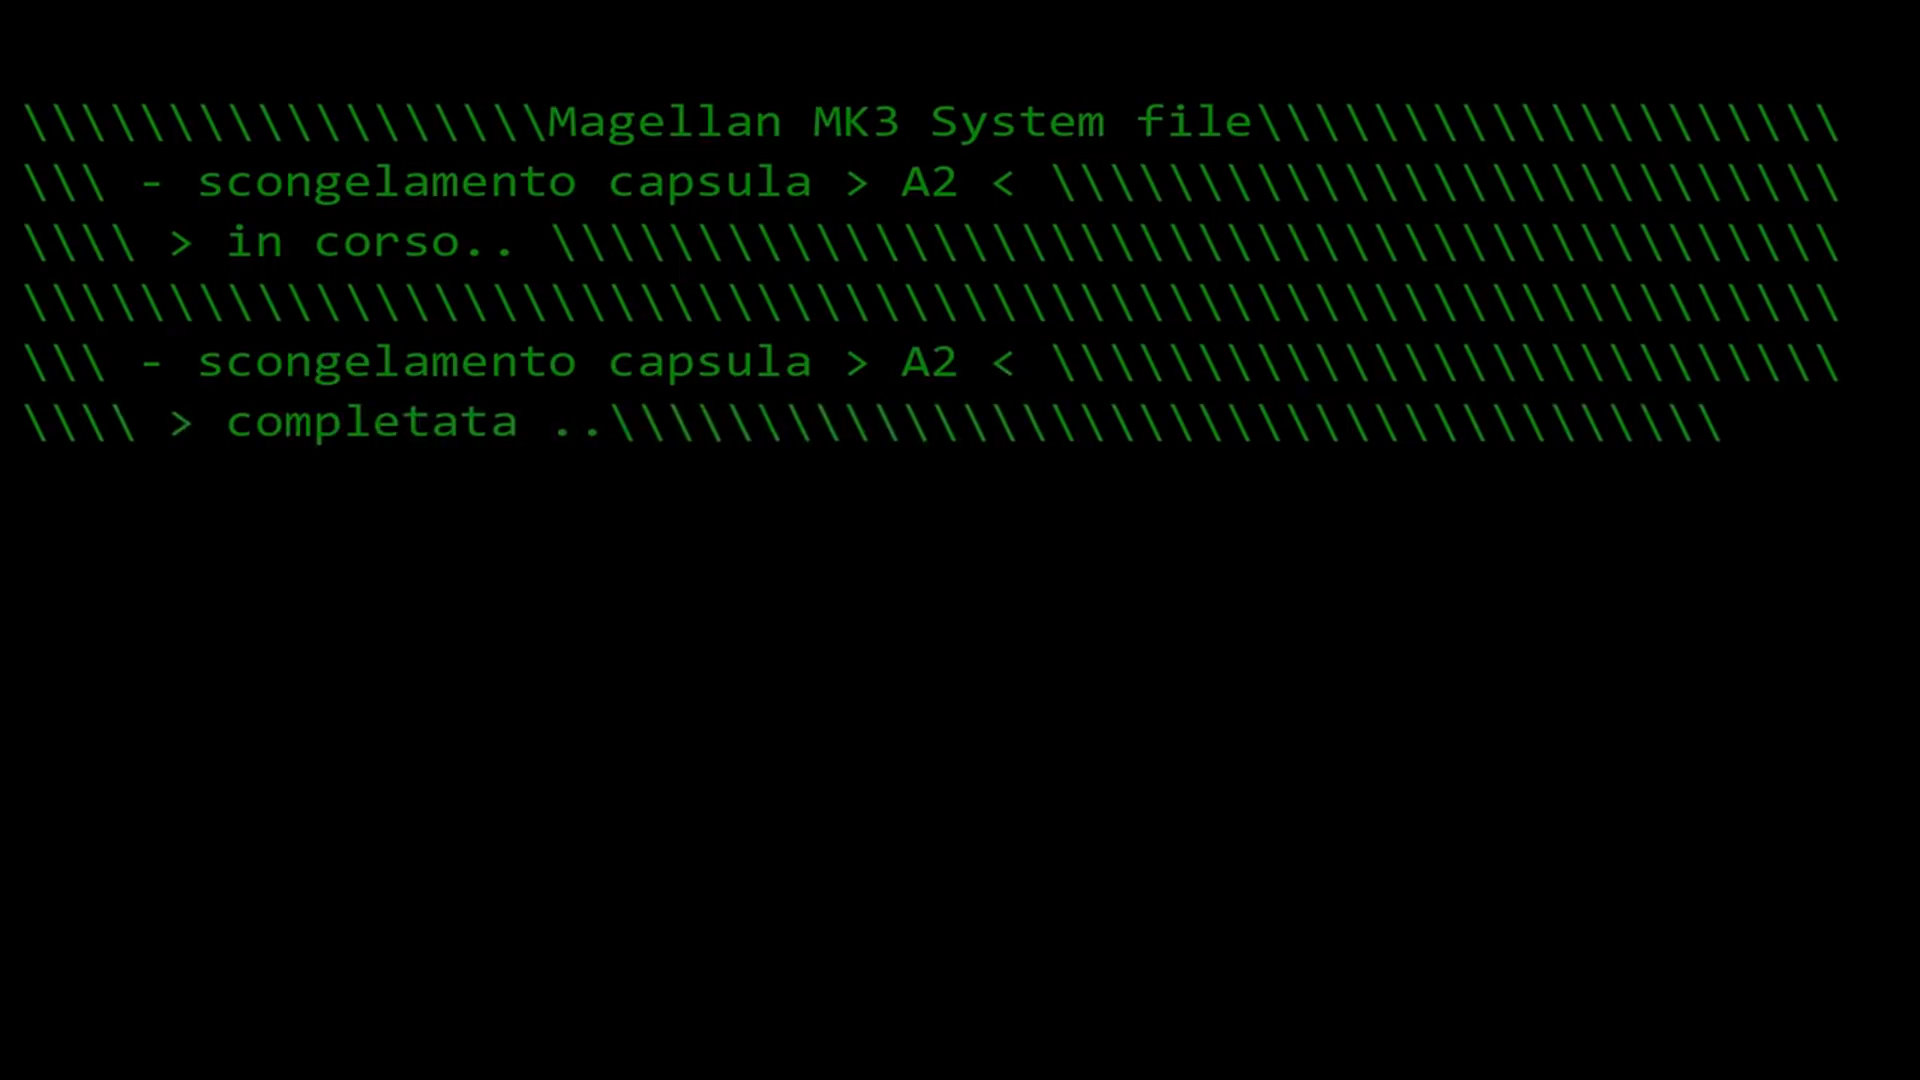 \\\\\\\\\\\\\\\\\\Magellan MK3 System file\\\\\\\\\\\\\\\\\\\\
\\\ - scongelamento capsula > A2 < \\\\\\\\\\\\\\\\\\\\\\\\\\\
\\\\ > in corso.. \\\\\\\\\\\\\\\\\\\\\\\\\\\\\\\\\\\\\\\\\\\\
\\\\\\\\\\\\\\\\\\\\\\\\\\\\\\\\\\\\\\\\\\\\\\\\\\\\\\\\\\\\\\
\\\ - scongelamento capsula > A2 < \\\\\\\\\\\\\\\\\\\\\\\\\\\
\\\\ > completata ..\\\\\\\\\\\\\\\\\\\\\\\\\\\\\\\\\\\\\\